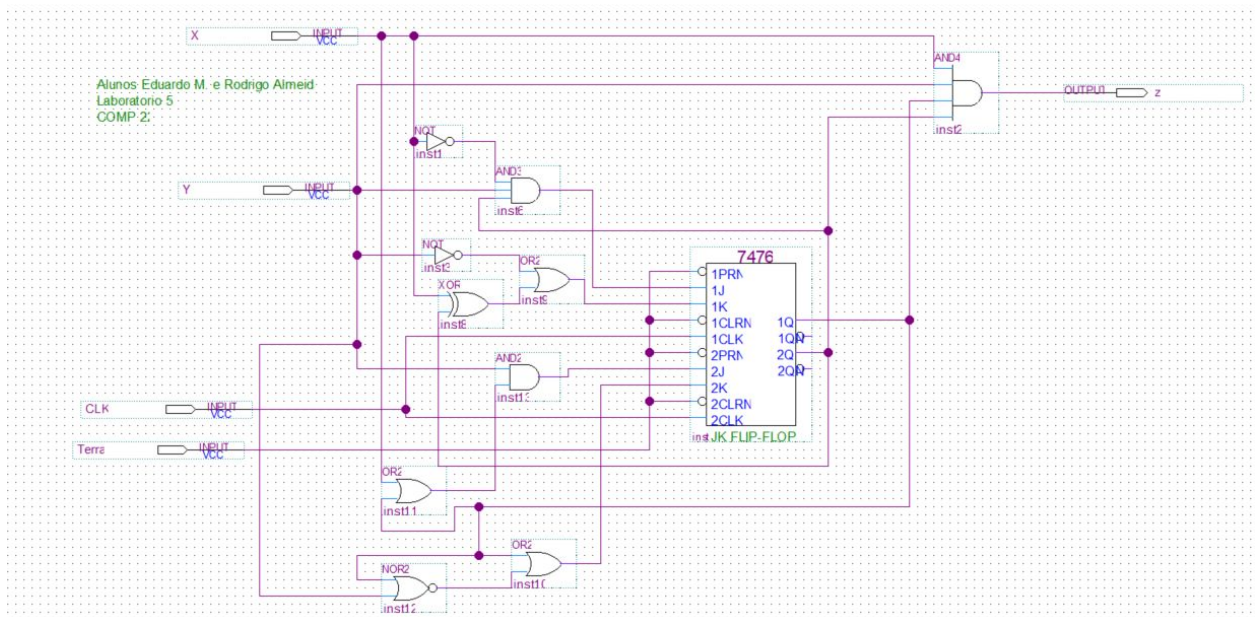 X
INPUT
VCC
AND4
OUTPUT
z
inst2
Alunos Eduardo M. e Rodrigo Almeid
Laboratorio 5
COMP 22
NOT
inst1
AND3
inst6
Y
INPUT
VCC
NOT
inst3
OR2
inst9
XOR
inst8
7476
1PRN
1J
1K
1CLRN
1Q
1CLK
1QN
2PRN
2Q
2J
2QN
2K
2CLRN
2CLK
inst
JK FLIP-FLOP
AND2
inst13
CLK
INPUT
VCC
Terra
INPUT
VCC
OR2
inst11
OR2
inst10
NOR2
inst12